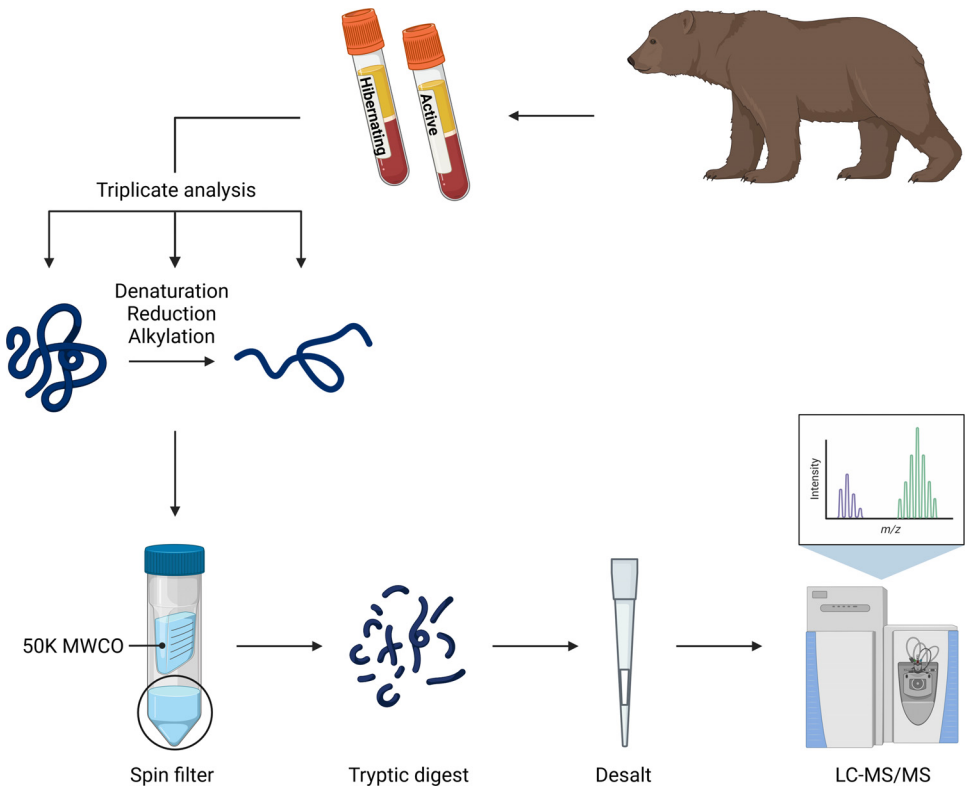 Hibernating
Active
Triplicate analysis
Denaturation
Reduction
Alkylation
Intensity
m/z
50K MWCO
Spin filter
Tryptic digest
Desalt
LC-MS/MS